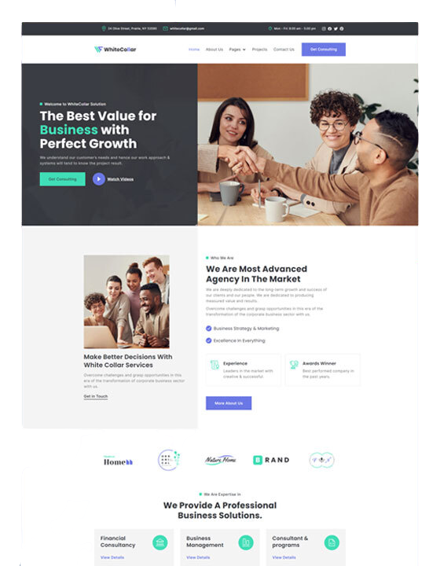 whitecolar@gmail.com
Mon - Fri: 8:00 am - 5:00 pm
WhiteCollar
Home
About Us
Pages
Projects
Contact Us
Get Consulting
Welcome to WhiteCollar Solution
The Best Value for
Business with
Perfect Growth
We understand our customer's needs and hence our work approach &
systems will tend to know the project result.
Get Consulting
Watch Videos
Make Better Decisions With
White Collar Services
Overcome challenges and grasp opportunities in this
era of the transformation of corporate business sector
with us.
Get in Touch
Who We Are
We Are Most Advanced
Agency In The Market
We are deeply dedicated to the long-term growth and success of
our clients and our people. We are dedicated to producing
measured value and results.
Overcome challenges and grasp opportunities in this era of the
transformation of the corporate business sector with us.
Business Strategy & Marketing
Excellence in Everything
Experience
Leaders in the market with
creative & successful
Awards Winner
Best performed company in
the past years.
More About Us
Home
Nature Home
BRAND
We Are Expertise In
We Provide A Professional
Business Solutions.
Financial
Consultancy
View Details
Business
Management
View Details
Consultant &
programs
View Details